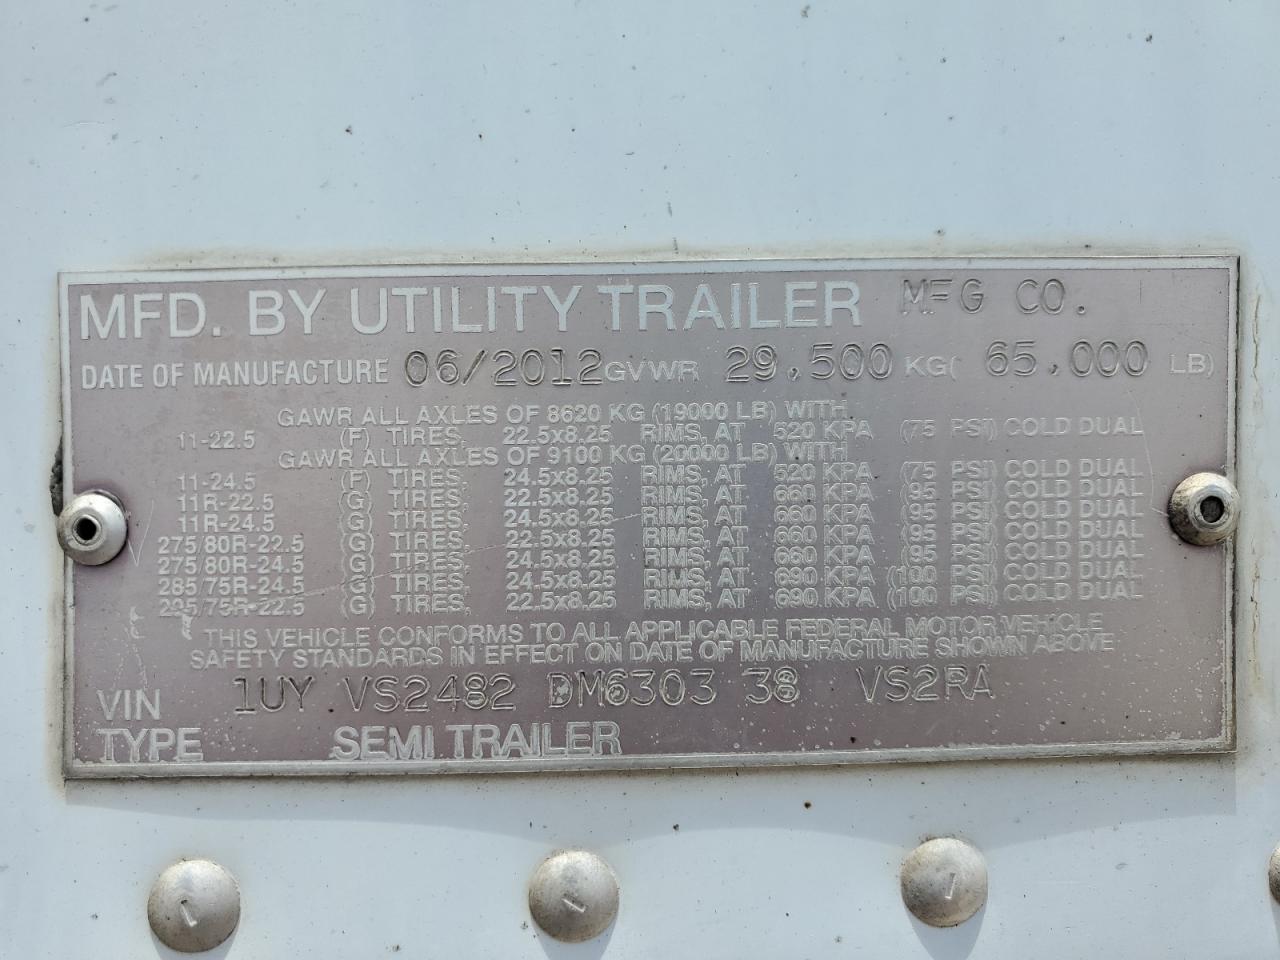 MFD. BY UTILITY TRAILER MFG CO.
DATE OF MANUFACTURE 06/2012 GVWR 29,500 KG( 65,000 LB)
GAWR ALL AXLES OF 8620 KG (19000 LB) WITH
11-22.5 (F) TIRES, 22.5x8.25 RIMS, AT 520 KPA (75 PSI) COLD DUAL
GAWR ALL AXLES OF 9100 KG (20000 LB) WITH
11-24.5 (F) TIRES, 24.5x8.25 RIMS, AT 520 KPA (75 PSI) COLD DUAL
11R-22.5 (G) TIRES, 22.5x8.25 RIMS, AT 660 KPA (95 PSI) COLD DUAL
11R-24.5 (G) TIRES, 24.5x8.25 RIMS, AT 660 KPA (95 PSI) COLD DUAL
275/80R-22.5 (G) TIRES, 22.5x8.25 RIMS, AT 660 KPA (95 PSI) COLD DUAL
275/80R-24.5 (G) TIRES, 24.5x8.25 RIMS, AT 660 KPA (95 PSI) COLD DUAL
285/75R-24.5 (G) TIRES, 24.5x8.25 RIMS, AT 690 KPA (100 PSI) COLD DUAL
295/75R-22.5 (G) TIRES, 22.5x8.25 RIMS, AT 690 KPA (100 PSI) COLD DUAL
THIS VEHICLE CONFORMS TO ALL APPLICABLE FEDERAL MOTOR VEHICLE
SAFETY STANDARDS IN EFFECT ON DATE OF MANUFACTURE SHOWN ABOVE
VIN 1UY VS2482 DM6303 38 VS2RA
TYPE SEMI TRAILER